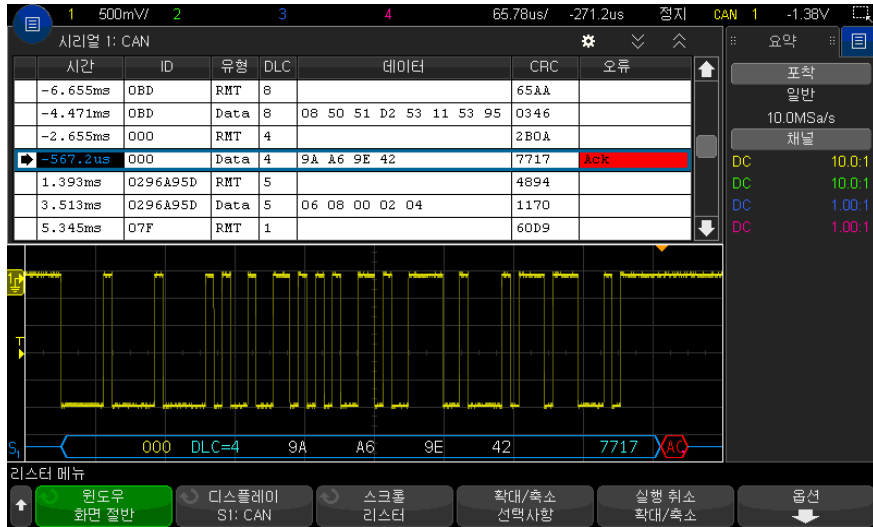 1 500mV/ 2 3 4 65.78us/ -271.2us 정지 CAN 1 -1.38V
시리얼 1: CAN
요약
시간 ID 유형 DLC 데이터 CRC 오류
-6.655ms 0BD RMT 8 65AA
-4.471ms 0BD Data 8 08 50 51 D2 53 11 53 95 0346
-2.655ms 000 RMT 4 2B0A
-567.2us 000 Data 4 9A A6 9E 42 7717 Ack
1.393ms 0296A95D RMT 5 4894
3.513ms 0296A95D Data 5 06 08 00 02 04 1170
5.345ms 07F RMT 1 60D9
포착
일반
10.0MSa/s
채널
DC 10.0:1
DC 10.0:1
DC 1.00:1
DC 1.00:1
1
T
S1 000 DLC=4 9A A6 9E 42 7717 AC
리스터 메뉴
윈도우
화면 절반
디스플레이
S1: CAN
스크롤
리스터
확대/축소
선택사항
실행 취소
확대/축소
옵션